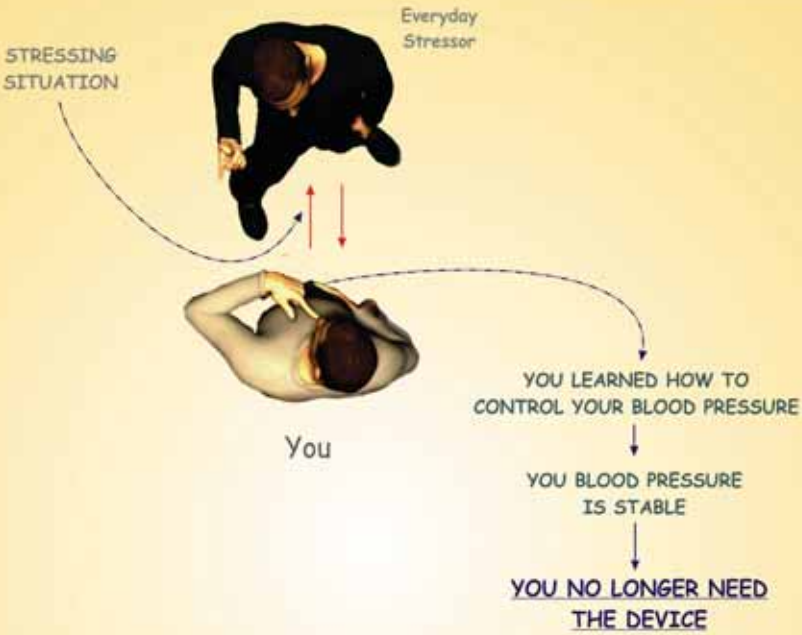 Everyday
Stressor
STRESSING
SITUATION
You
YOU LEARNED HOW TO
CONTROL YOUR BLOOD PRESSURE
YOU BLOOD PRESSURE
IS STABLE
YOU NO LONGER NEED
THE DEVICE